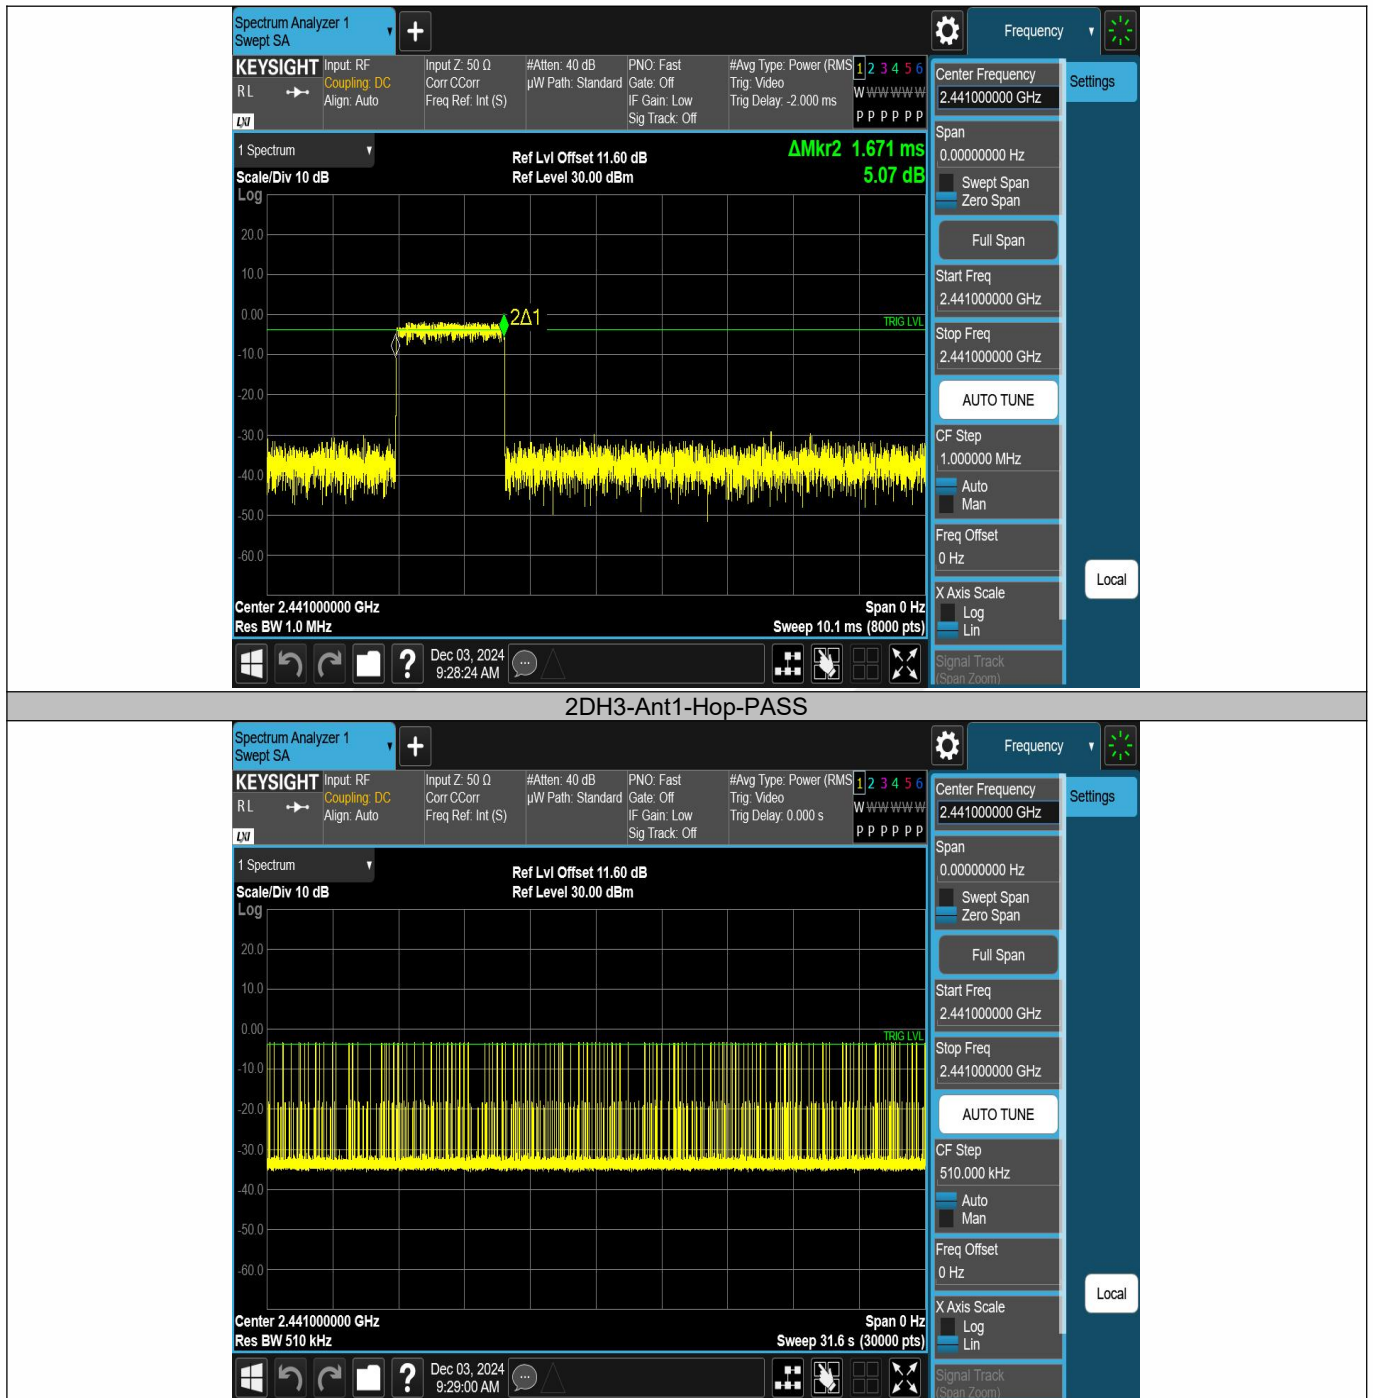 Spectrum Analyzer 1
Swept SA
Frequency
KEYSIGHT
RL
LXI
Input: RF
Coupling: DC
Align: Auto
Input Z: 50 Ω
Corr CCorr
Freq Ref: Int (S)
#Atten: 40 dB
µW Path: Standard
PNO: Fast
Gate: Off
IF Gain: Low
Sig Track: Off
#Avg Type: Power (RMS
Trig: Video
Trig Delay: -2.000 ms
1 2 3 4 5 6
W W W W W W
P P P P P P
Center Frequency
2.441000000 GHz
Settings
1 Spectrum
Scale/Div 10 dB
Ref Lvl Offset 11.60 dB
Ref Level 30.00 dBm
ΔMkr2 1.671 ms
5.07 dB
Log
20.0
10.0
0.00
-10.0
-20.0
-30.0
-40.0
-50.0
-60.0
2Δ1
TRIG LVL
Span
0.00000000 Hz
Swept Span
Zero Span
Full Span
Start Freq
2.441000000 GHz
Stop Freq
2.441000000 GHz
AUTO TUNE
CF Step
1.000000 MHz
Auto
Man
Freq Offset
0 Hz
X Axis Scale
Log
Lin
Signal Track
(Span Zoom)
Local
Center 2.441000000 GHz
Res BW 1.0 MHz
Span 0 Hz
Sweep 10.1 ms (8000 pts)
Dec 03, 2024
9:28:24 AM
2DH3-Ant1-Hop-PASS
Spectrum Analyzer 1
Swept SA
Frequency
KEYSIGHT
RL
LXI
Input: RF
Coupling: DC
Align: Auto
Input Z: 50 Ω
Corr CCorr
Freq Ref: Int (S)
#Atten: 40 dB
µW Path: Standard
PNO: Fast
Gate: Off
IF Gain: Low
Sig Track: Off
#Avg Type: Power (RMS
Trig: Video
Trig Delay: 0.000 s
1 2 3 4 5 6
W W W W W W
P P P P P P
Center Frequency
2.441000000 GHz
Settings
1 Spectrum
Scale/Div 10 dB
Ref Lvl Offset 11.60 dB
Ref Level 30.00 dBm
Log
20.0
10.0
0.00
-10.0
-20.0
-30.0
-40.0
-50.0
-60.0
TRIG LVL
Span
0.00000000 Hz
Swept Span
Zero Span
Full Span
Start Freq
2.441000000 GHz
Stop Freq
2.441000000 GHz
AUTO TUNE
CF Step
510.000 kHz
Auto
Man
Freq Offset
0 Hz
X Axis Scale
Log
Lin
Signal Track
(Span Zoom)
Local
Center 2.441000000 GHz
Res BW 510 kHz
Span 0 Hz
Sweep 31.6 s (30000 pts)
Dec 03, 2024
9:29:00 AM